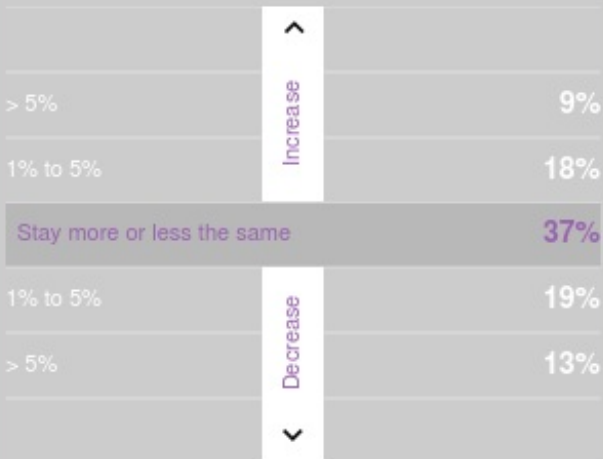 > 5% 9%
Increase
1% to 5% 18%
Stay more or less the same 37%
1% to 5% 19%
Decrease
> 5% 13%